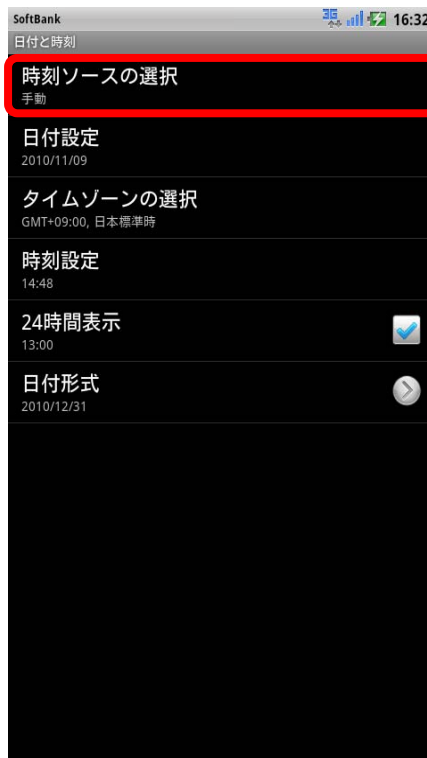 SoftBank 3G 16:32
日付と時刻
時刻ソースの選択
手動
日付設定
2010/11/09
タイムゾーンの選択
GMT+09:00, 日本標準時
時刻設定
14:48
24時間表示
13:00
日付形式
2010/12/31